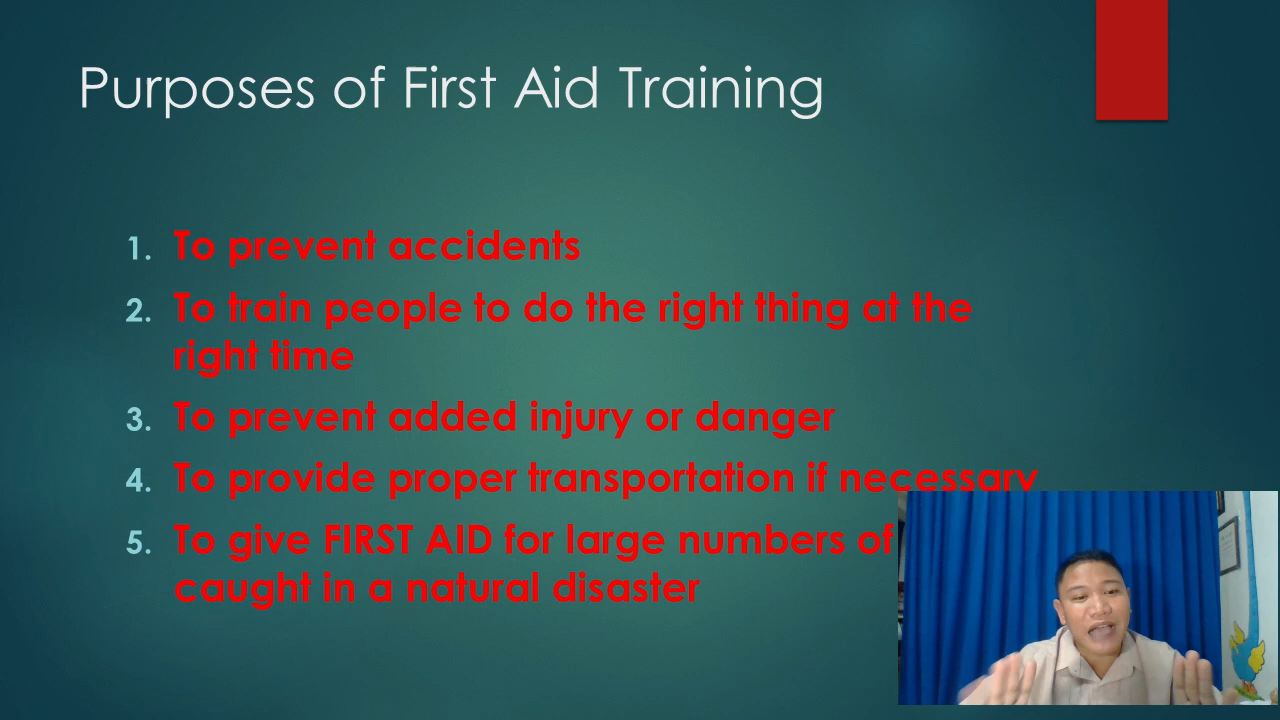 Purposes of First Aid Training
1. To prevent accidents
2. To train people to do the right thing at the
right time
3. To prevent added injury or danger
4. To provide proper transportation if necessary
5. To give FIRST AID for large numbers of
caught in a natural disaster